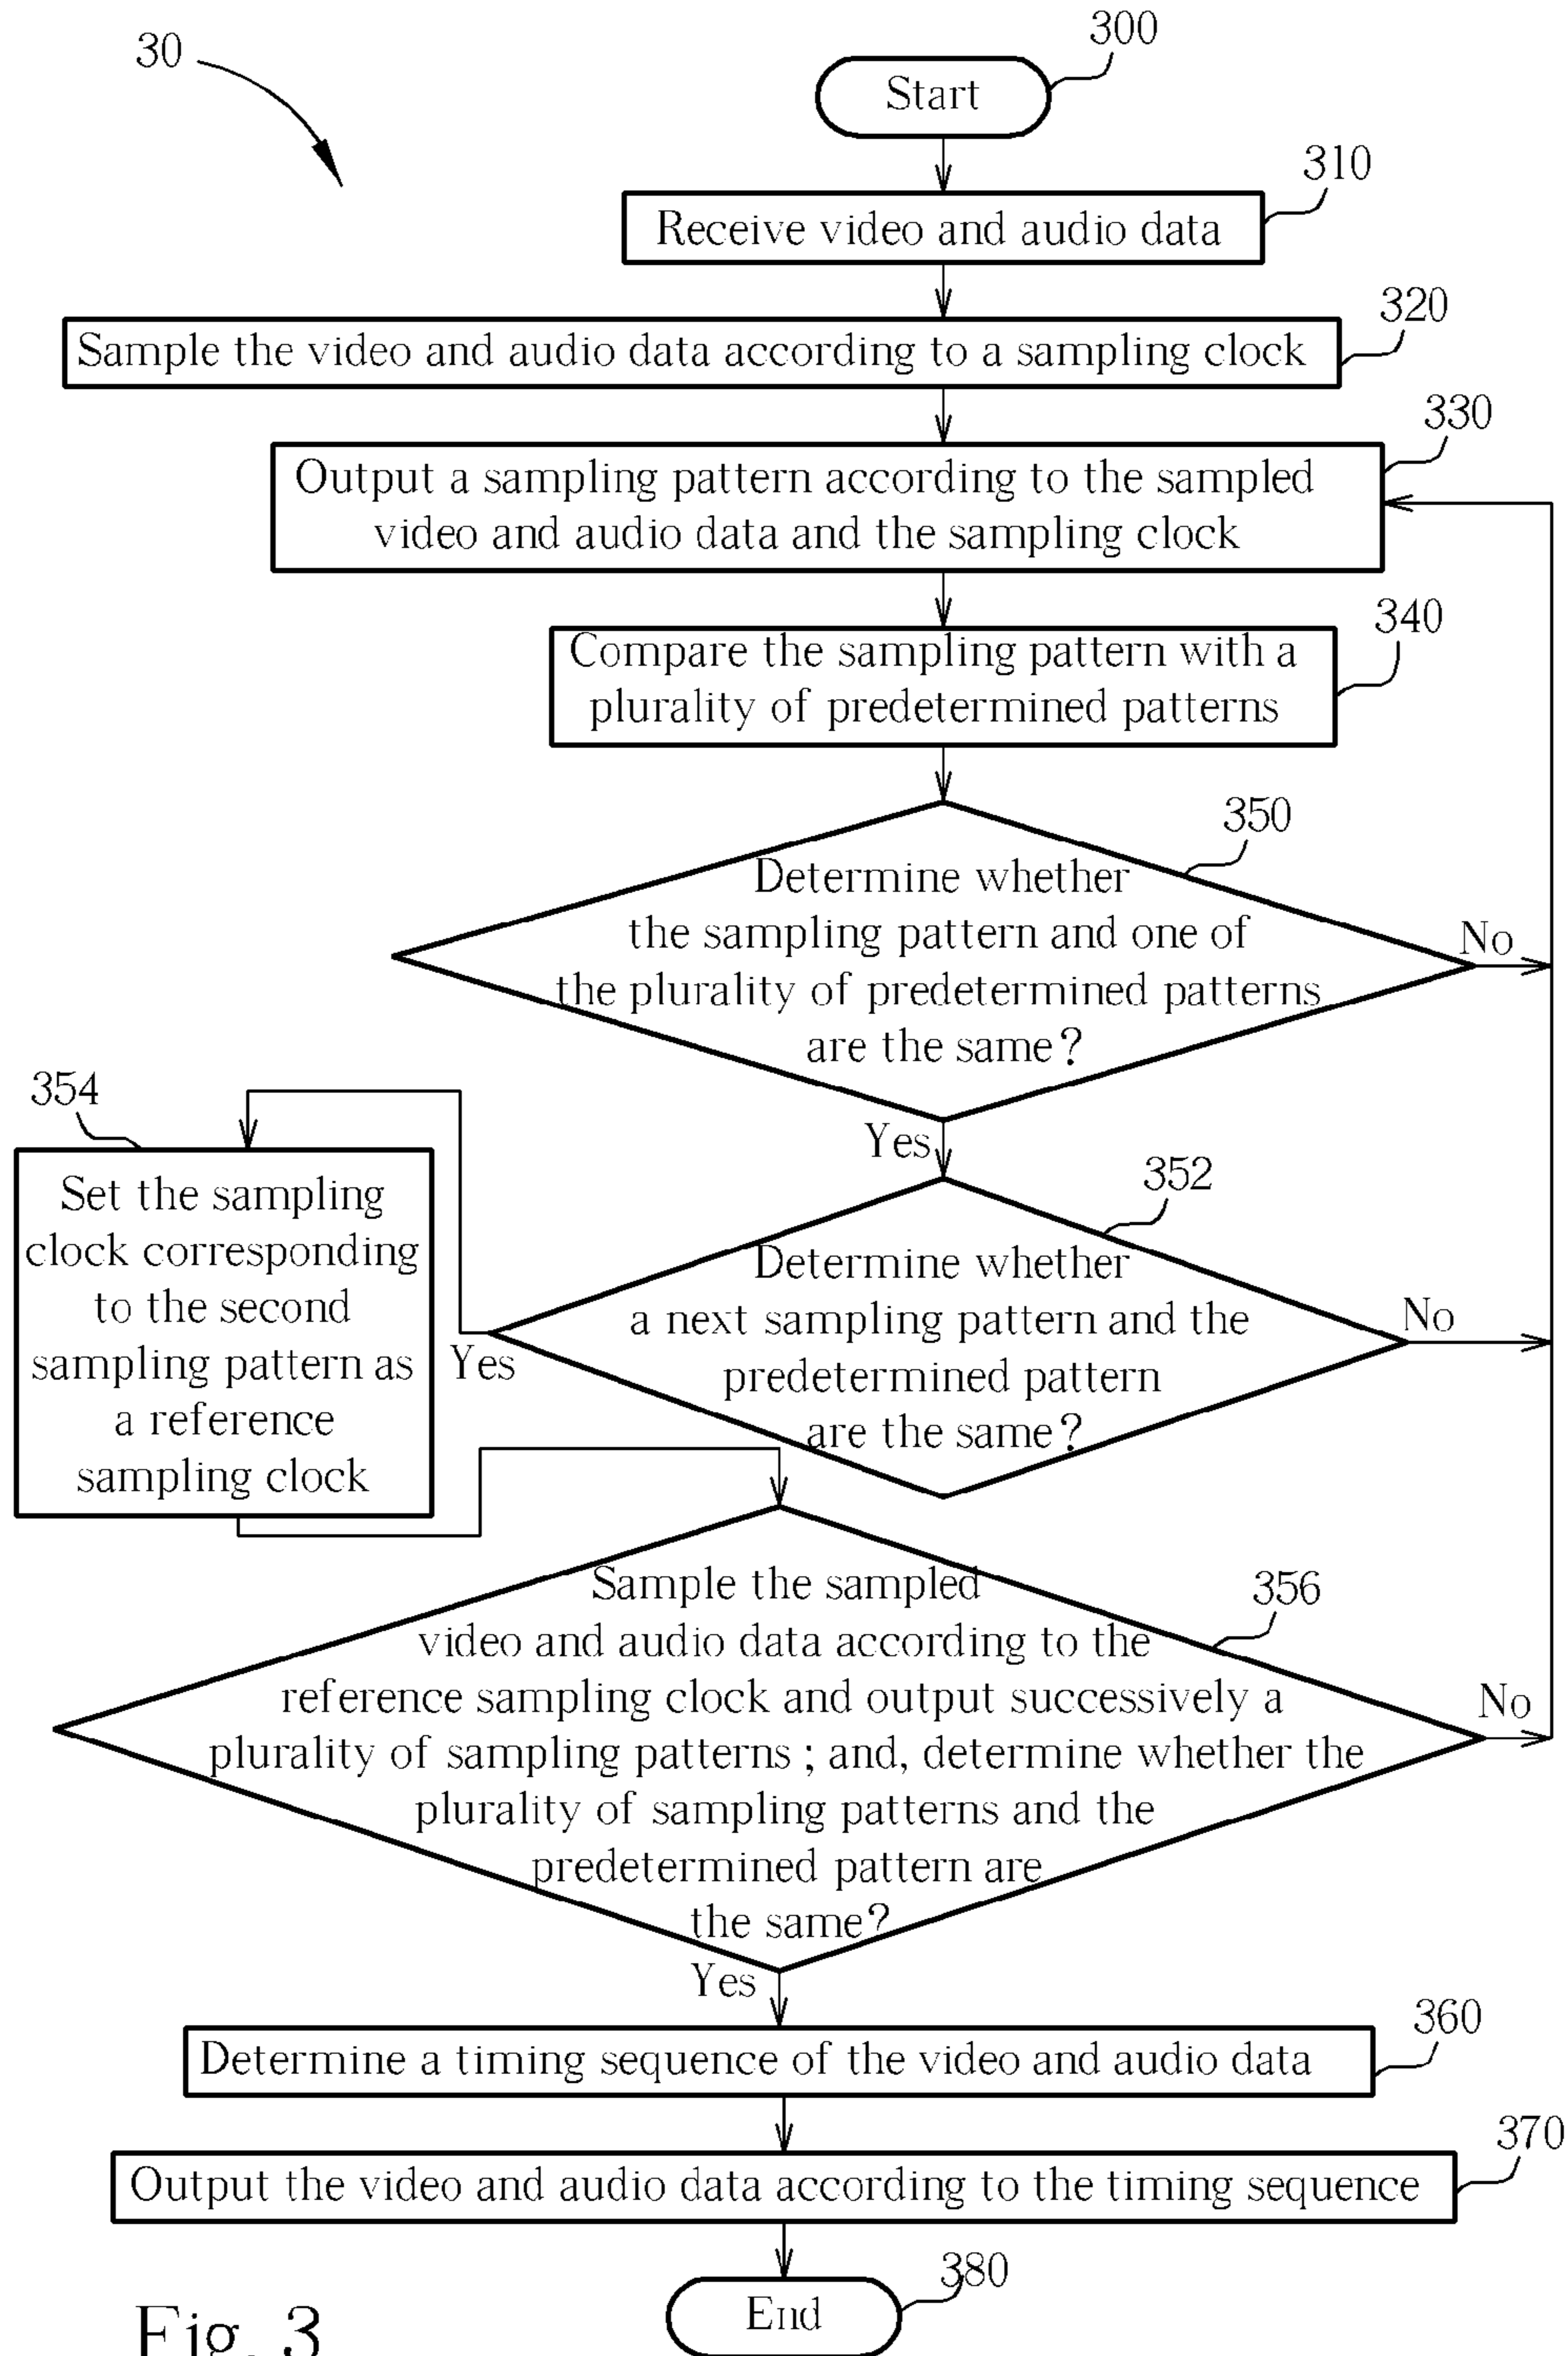 30
300
Start
310
Receive video and audio data
320
Sample the video and audio data according to a sampling clock
330
Output a sampling pattern according to the sampled
video and audio data and the sampling clock
340
Compare the sampling pattern with a
plurality of predetermined patterns
350
Determine whether
the sampling pattern and one of
the plurality of predetermined patterns
are the same?
No
Yes
354
Set the sampling
clock corresponding
to the second
sampling pattern as
a reference
sampling clock
352
Determine whether
a next sampling pattern and the
predetermined pattern
are the same?
No
Yes
356
Sample the sampled
video and audio data according to the
reference sampling clock and output successively a
plurality of sampling patterns ; and, determine whether the
plurality of sampling patterns and the
predetermined pattern are
the same?
No
Yes
360
Determine a timing sequence of the video and audio data
370
Output the video and audio data according to the timing sequence
380
End
Fig. 3